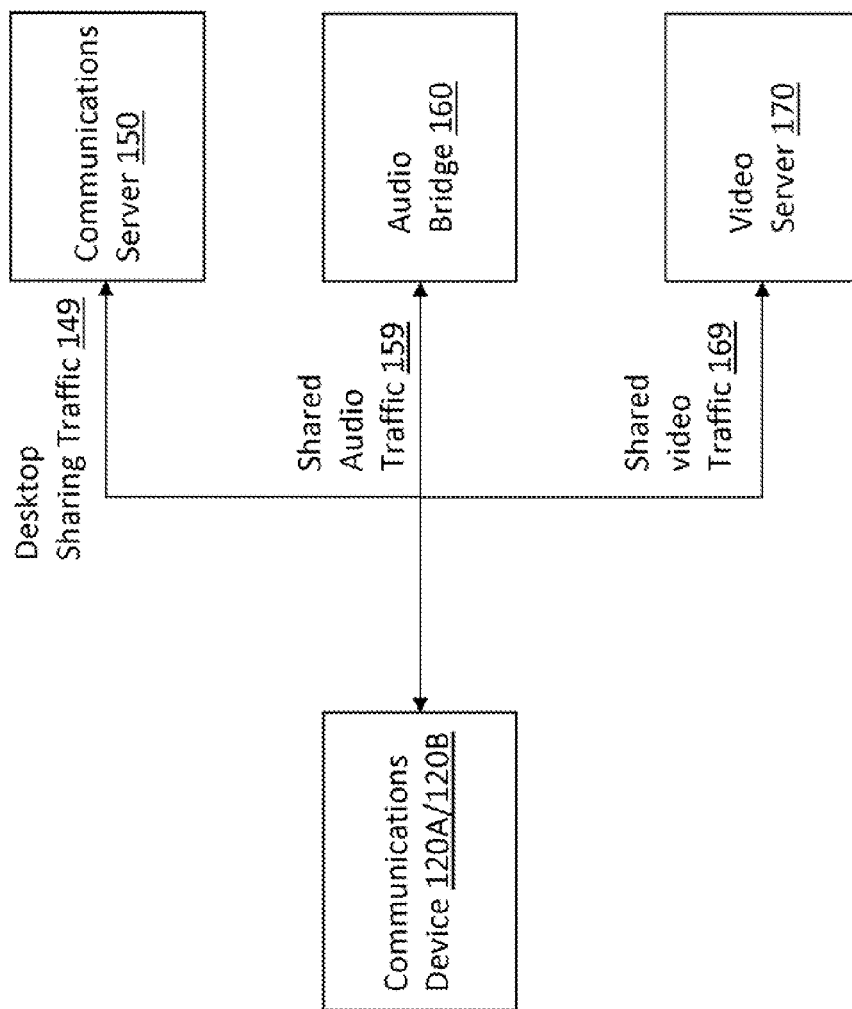 Communications
Server 150
Desktop
Sharing Traffic 149
Audio
Bridge 160
Shared
Audio
Traffic 159
Video
Server 170
Shared
video
Traffic 169
Communications
Device 120A/120B